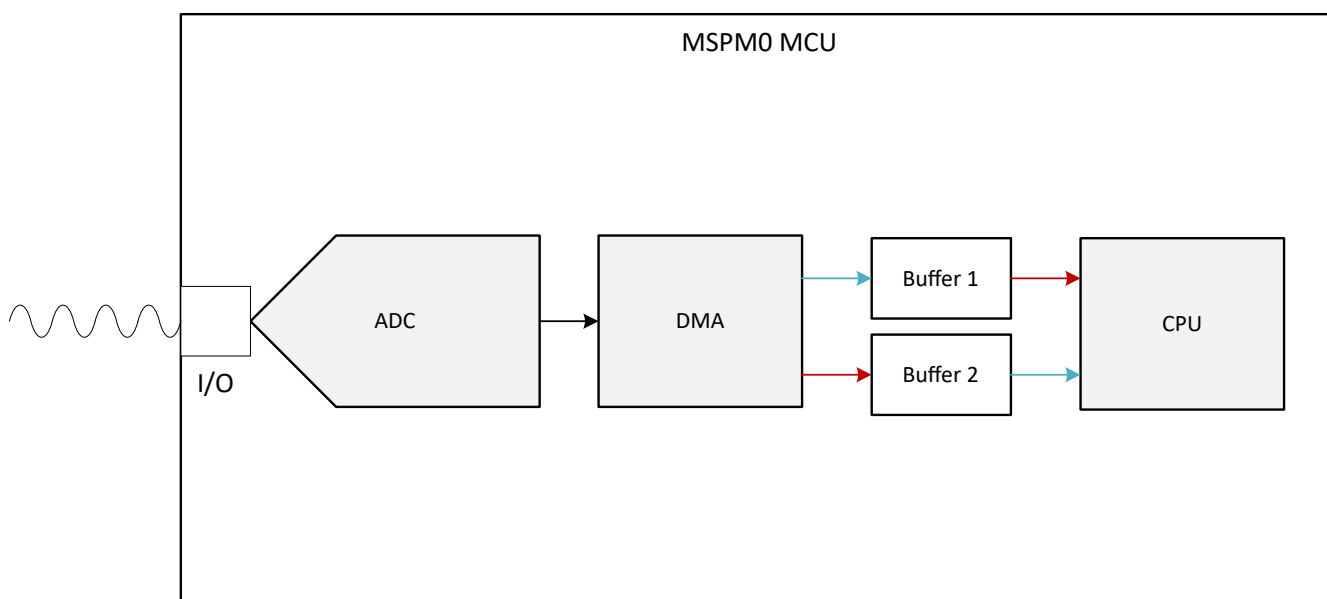 MSPM0 MCU
I/O
ADC
DMA
Buffer 1
Buffer 2
CPU